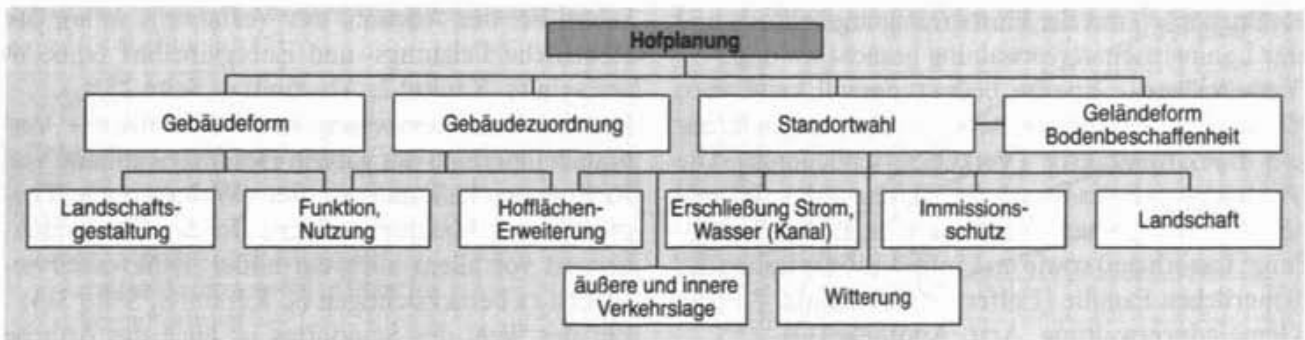 Hofplanung
Gebäudeform
Gebäudezuordnung
Standortwahl
Geländeform
Bodenbeschaffenheit
Landschafts-
gestaltung
Funktion,
Nutzung
Hofflächen-
Erweiterung
Erschließung Strom,
Wasser (Kanal)
Immissions-
schutz
Landschaft
äußere und innere
Verkehrslage
Witterung